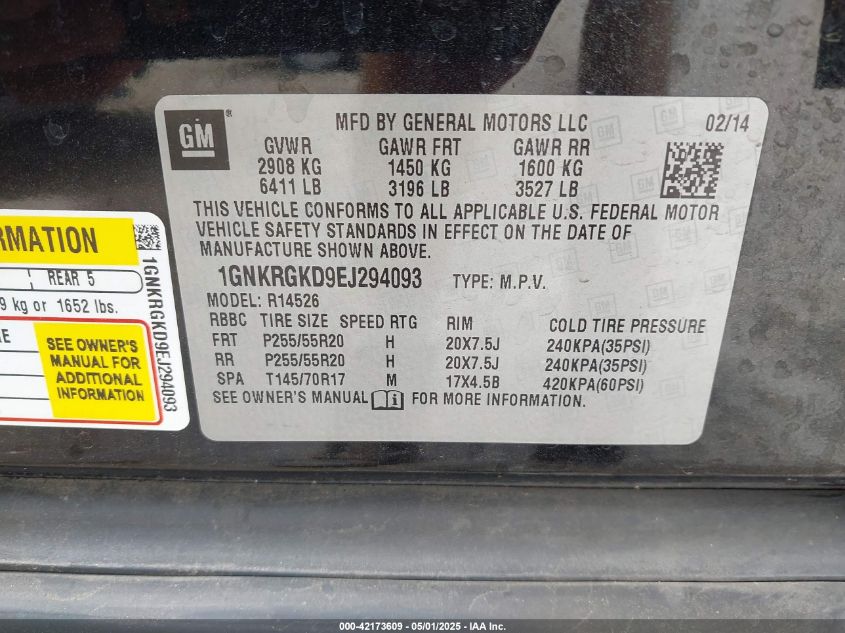 GM ®
MFD BY GENERAL MOTORS LLC 02/14
GVWR GAWR FRT GAWR RR
2908 KG 1450 KG 1600 KG
6411 LB 3196 LB 3527 LB
THIS VEHICLE CONFORMS TO ALL APPLICABLE U.S. FEDERAL MOTOR
VEHICLE SAFETY STANDARDS IN EFFECT ON THE DATE OF
MANUFACTURE SHOWN ABOVE.
1GNKRGKD9EJ294093 TYPE: M.P.V.
MODEL: R14526
RBBC TIRE SIZE SPEED RTG RIM COLD TIRE PRESSURE
FRT P255/55R20 H 20X7.5J 240KPA(35PSI)
RR P255/55R20 H 20X7.5J 240KPA(35PSI)
SPA T145/70R17 M 17X4.5B 420KPA(60PSI)
SEE OWNER'S MANUAL i FOR MORE INFORMATION.
RMATION
REAR 5
9 kg or 1652 lbs.
SEE OWNER'S
MANUAL FOR
ADDITIONAL
INFORMATION
1GNKRGKD9EJ294093
000-42173609 - 05/01/2025 - IAA Inc.